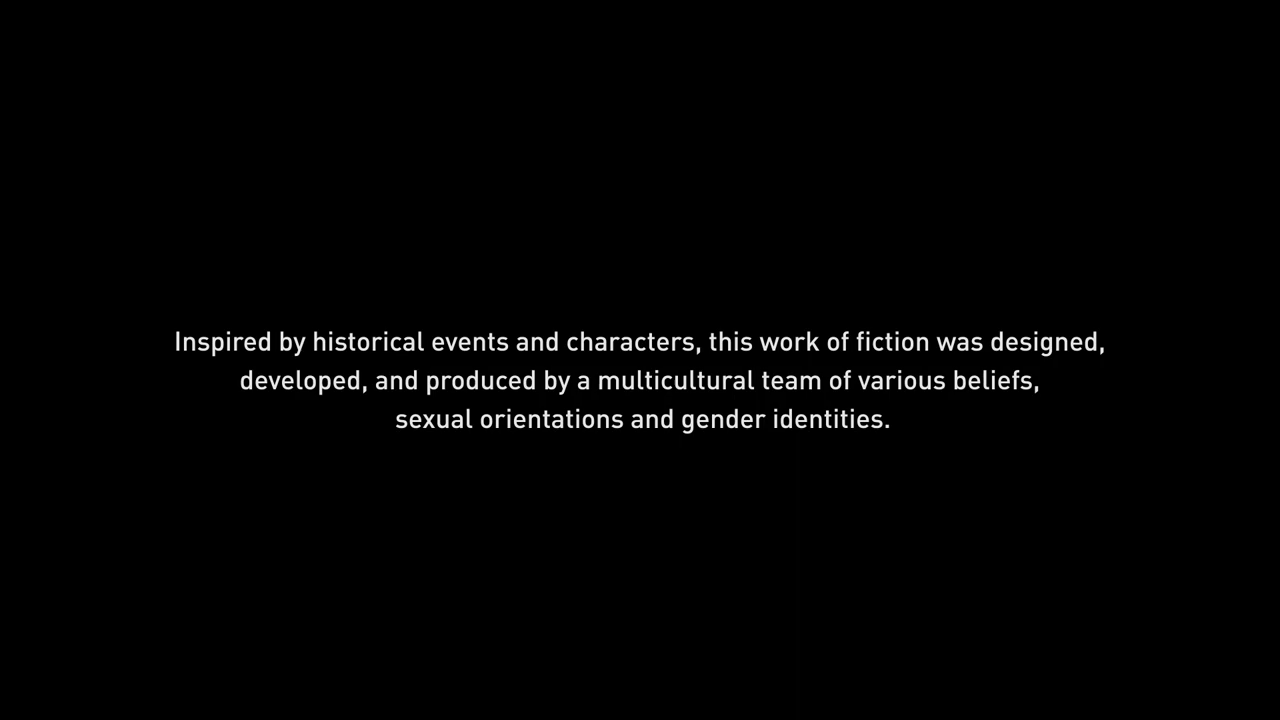 Inspired by historical events and characters, this work of fiction was designed,
developed, and produced by a multicultural team of various beliefs,
sexual orientations and gender identities.